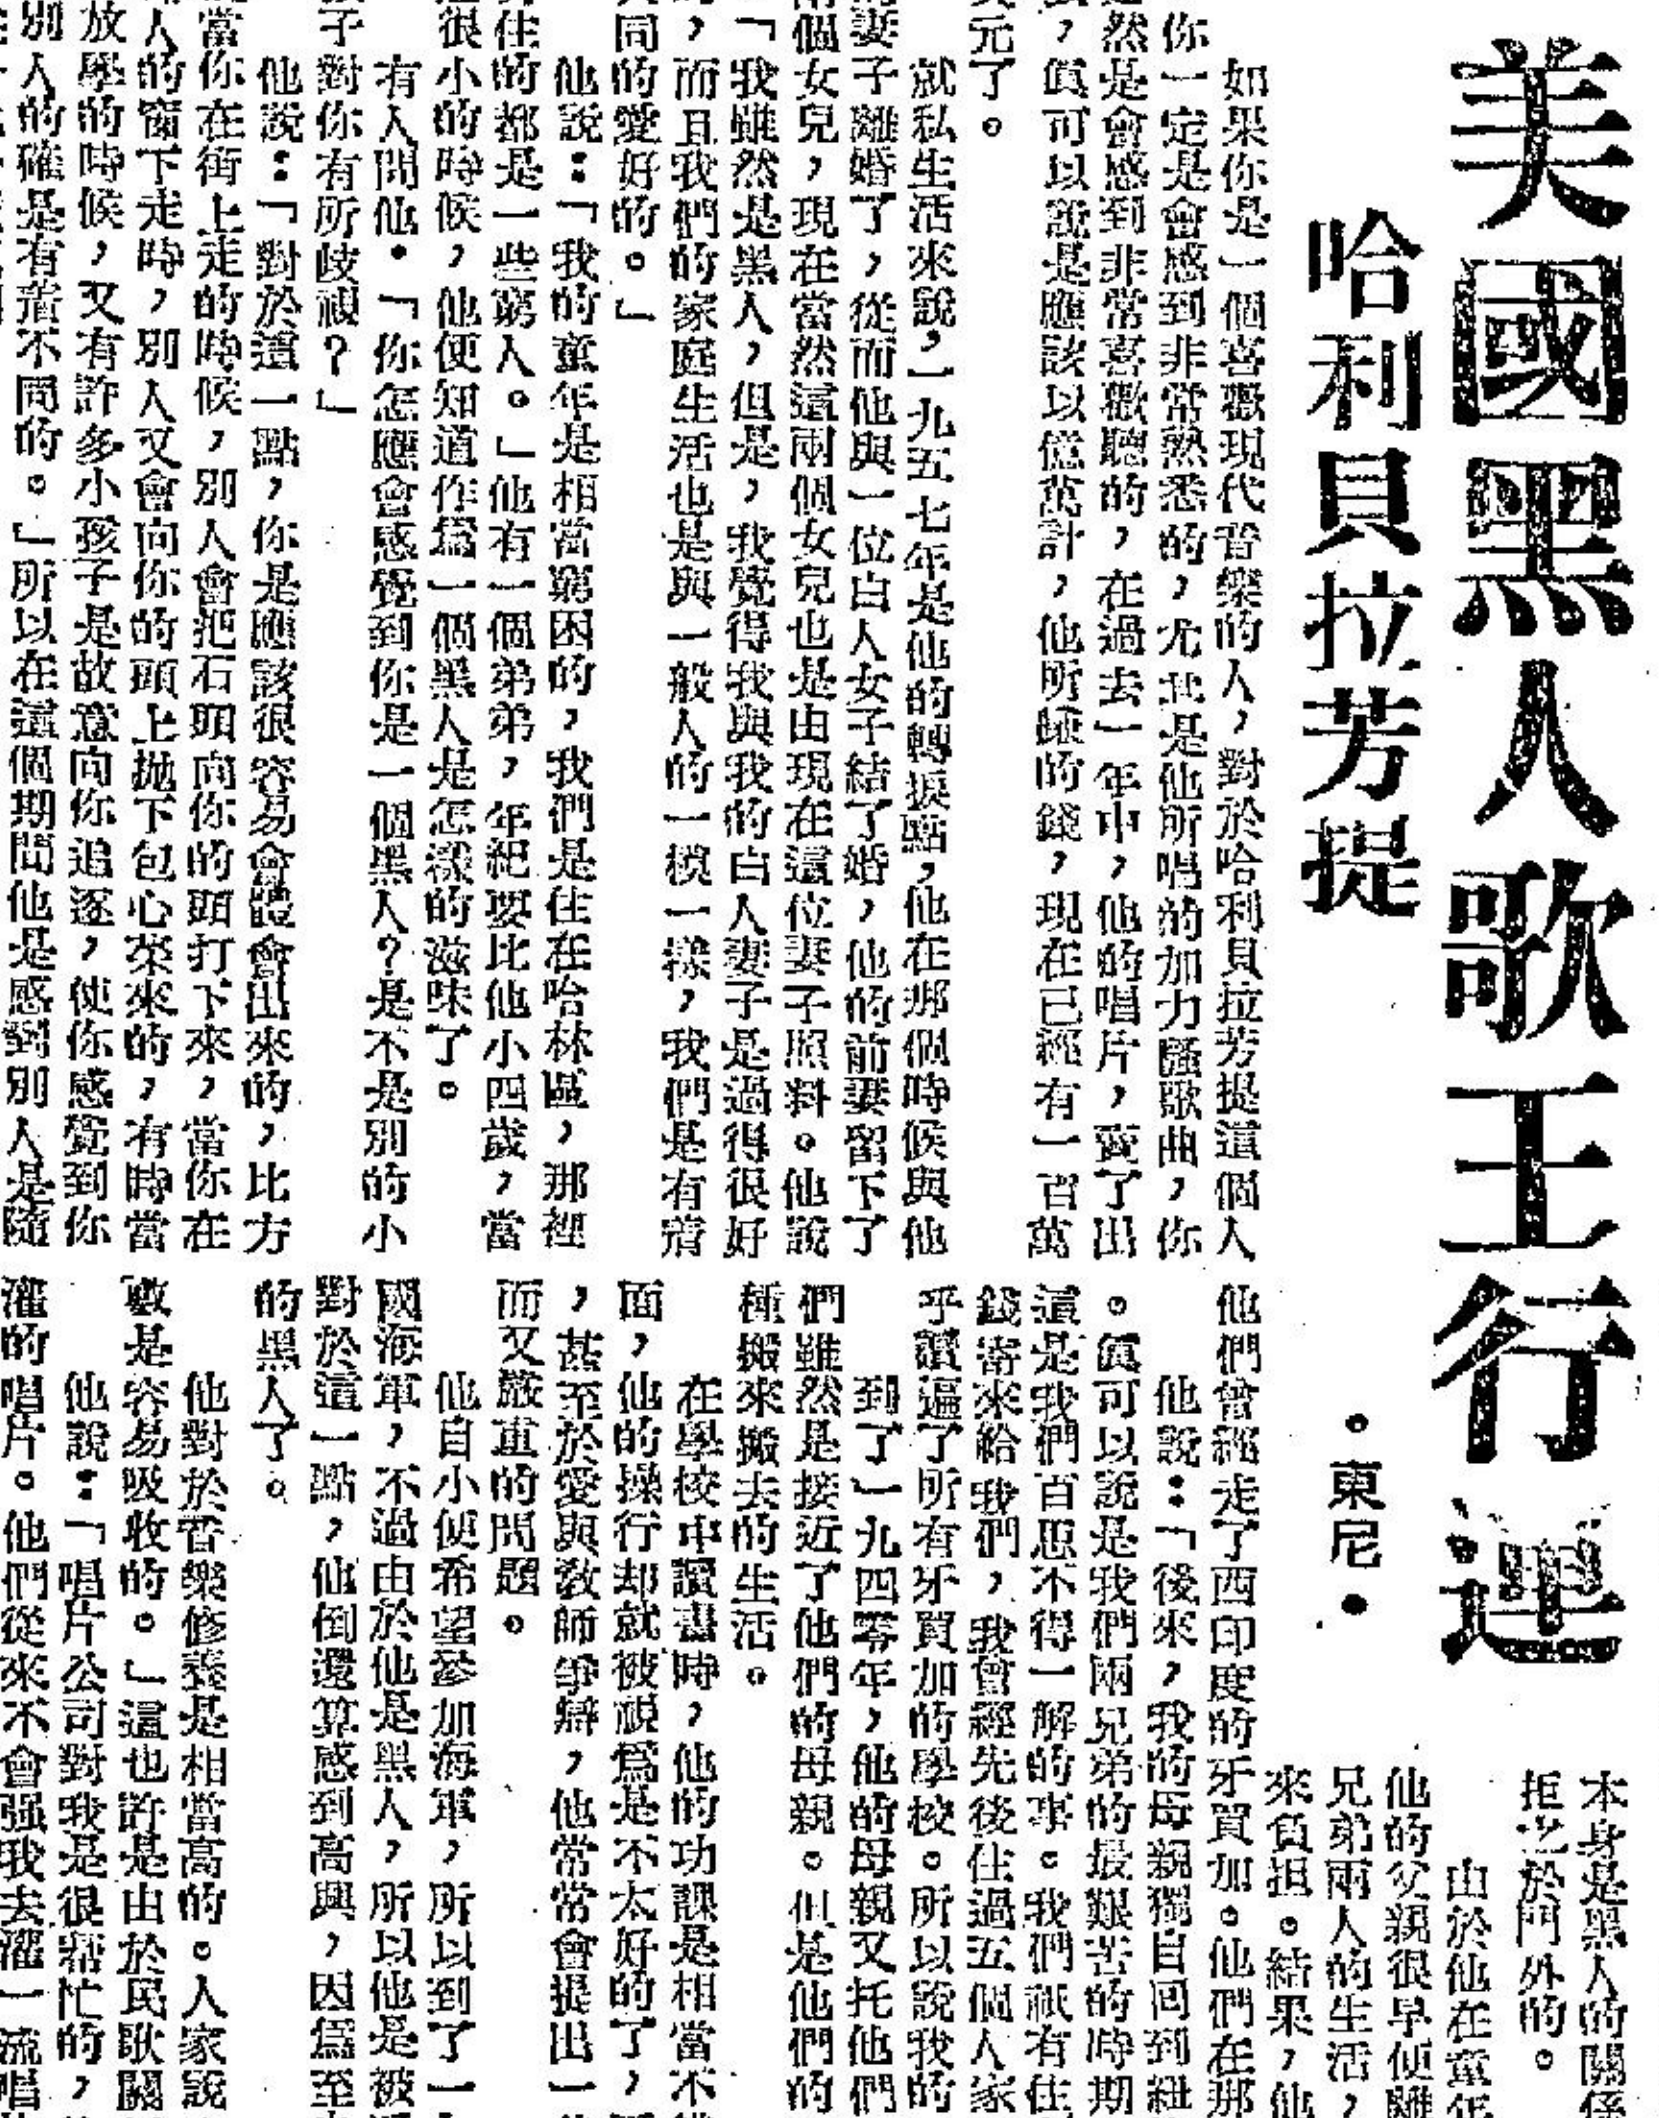 美國黑人歌王行運
哈利貝拉芳提
・東尼・
如果你是一個喜歡現代音樂的人，對於哈利貝拉芳提這個人
你一定是會感到非常熟悉的，尤其是他所唱的加力騷歌曲，你
然是會感到非常喜歡聽的，在過去一年中，他的唱片，賣了出
，眞可以說是應該以億萬計，他所賺的錢，現在已經有一百萬
元了。
就私生活來說，一九五七年是他的轉捩點，他在那個時候與他
妻子離婚了，從而他與一位白人女子結了婚，他的前妻留下了
個女兒，現在當然這兩個女兒也是由現在這位妻子照料。他說
「我雖然是黑人，但是，我覺得我與我的白人妻子是過得很好
，而且我們的家庭生活也是與一般人的一模一樣，我們是有着
同的愛好的。」
他說：「我的童年是相當窮困的，我們是住在哈林區，那裡
住的都是一些窮人。」他有一個弟弟，年紀要比他小四歲，當
很小的時候，他便知道作爲一個黑人是怎樣的滋味了。
有人問他・「你怎應會感覺到你是一個黑人？是不是別的小
子對你有所歧視？」
他說：「對於這一點，你是應該很容易會體會出來的，比方
當你在街上走的時候，別人會把石頭向你的頭打下來，當你在
人的窗下走時，別人又會向你的頭上拋下包心菜來的，有時當
放學的時候，又有許多小孩子是故意向你追逐，使你感覺到你
別人的確是有着不同的。」所以在這個期間他是感到別人是隨
本身是黑人的關係
拒之於門外的。
由於他在童年
他的父親很早便離
兄弟兩人的生活，
來負担。結果，他
他們曾經走了西印度的牙買加。他們在那
他說：「後來，我的母親獨自回到紐
。眞可以說是我們兩兄弟的最艱苦的時期
這是我們百思不得一解的事。我們祇有住
錢寄來給我們，我會經先後住過五個人家
乎讀遍了所有牙買加的學校。所以說我的
到了一九四零年，他的母親又托他們
們雖然是接近了他們的母親。但是他們的
種搬來搬去的生活。
在學校中讀書時，他的功課是相當不
面，他的操行却就被視爲是不太好的了，
，甚至於愛與教師爭辯，他常常會提出一
而又嚴重的問題。
他自小便希望參加海軍，所以到了一
國海軍，不過由於他是黑人，所以他是被
對於這一點，他倒還算感到高興，因爲至
的黑人了。
他對於音樂修養是相當高的。人家說
歌是容易吸收的。」這也許是由於民歌關
他說：「唱片公司對我是很幫忙的，
灌的唱片。他們從來不會强我去灌一流唱